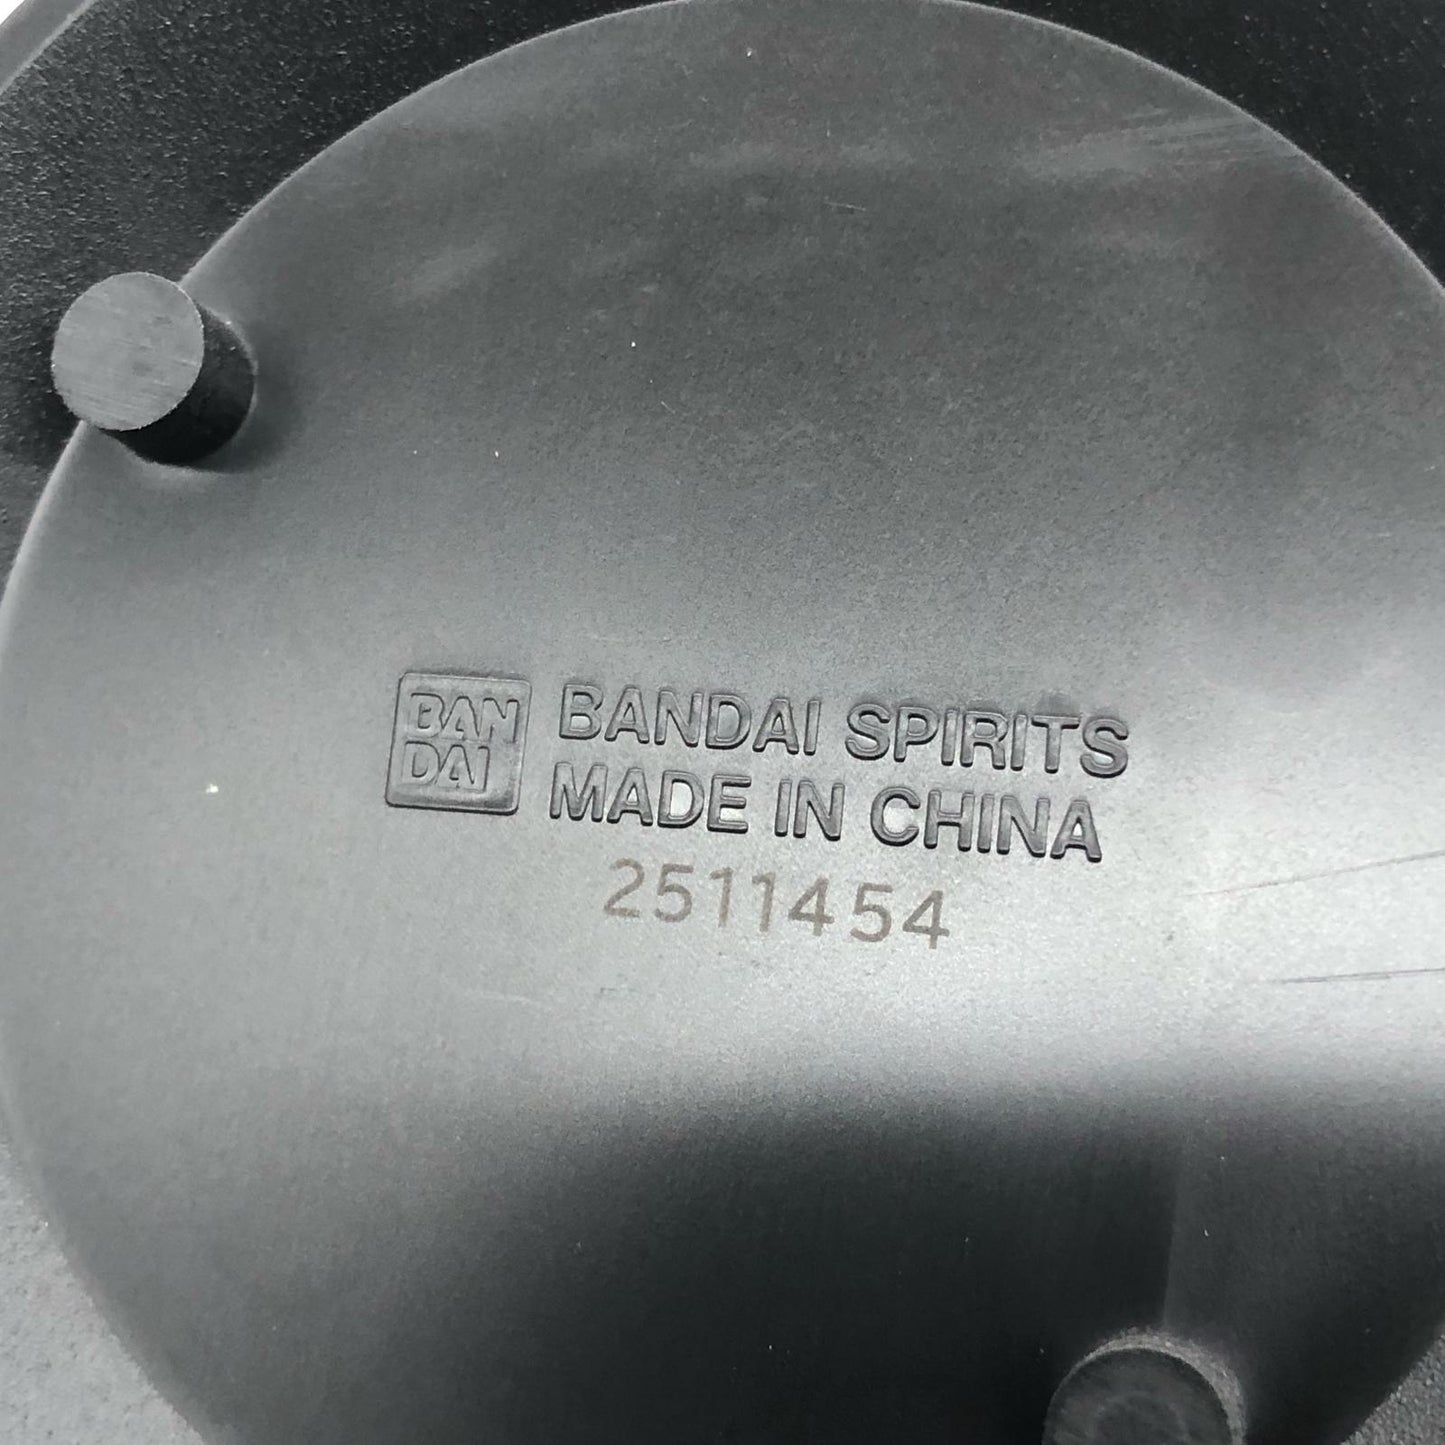 BAN
DAI
BANDAI SPIRITS
MADE IN CHINA
2511454